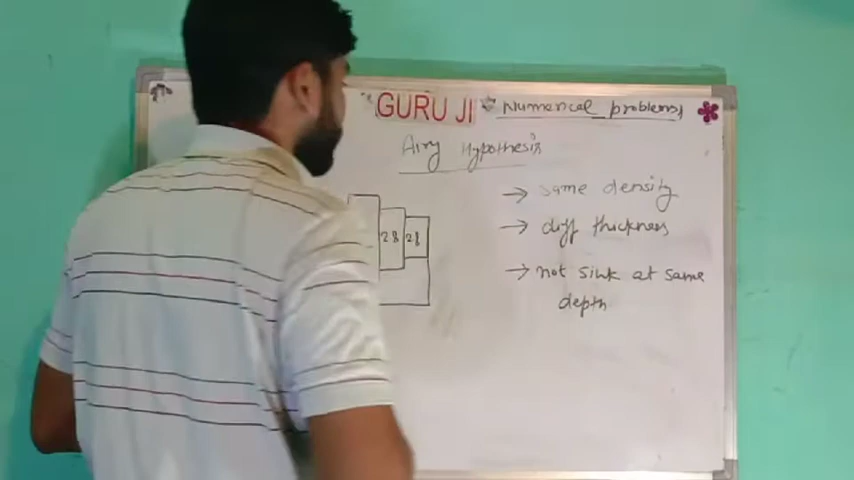 GURU JI Numerical problems
Airy Hypothesis
→ same density
→ diff thickness
→ not sink at same
depth
28 28